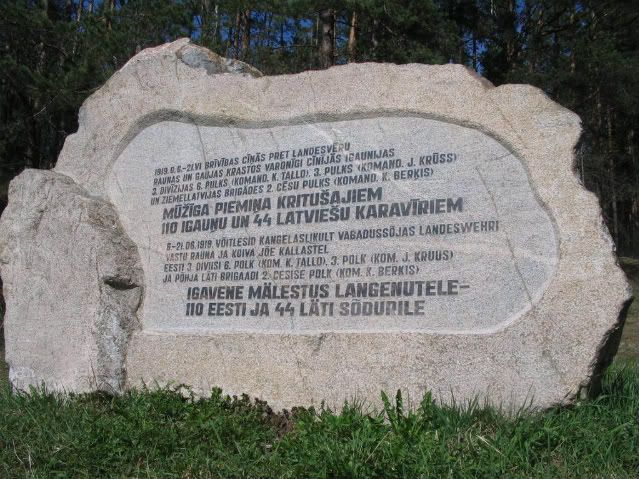 1919.G.6.-21.VI BRĪVĪBAS CĪŅĀS PRET LANDESVĒRU
RAUNAS UN GAUJAS KRASTOS VAROŅĪGI CĪNĪJĀS IGAUNIJAS
3. DIVĪZIJAS 6. PULKS (KOMAND. K. TALLO), 3. PULKS (KOMAND. J. KRŪSS)
UN ZIEMEĻLATVIJAS BRIGĀDES 2. CĒSU PULKS (KOMAND. K. BERĶIS)
MŪŽĪGA PIEMIŅA KRITUŠAJIEM
110 IGAUŅU UN 44 LATVIEŠU KARAVĪRIEM
6.-21.06.1919. VÕITLESID KANGELASLIKULT VABADUSSÕJAS LANDESWEHRI
VASTU RAUNA JA KOIVA JÕE KALLASTEL
EESTI 3. DIVIISI 6. POLK (KOM. K. TALLO), 3. POLK (KOM. J. KRUUS)
JA PÕHJA LÄTI BRIGAADI 2. CESISE POLK (KOM. K. BERĶIS)
IGAVENE MÄLESTUS LANGENUTELE-
110 EESTI JA 44 LÄTI SÕDURILE